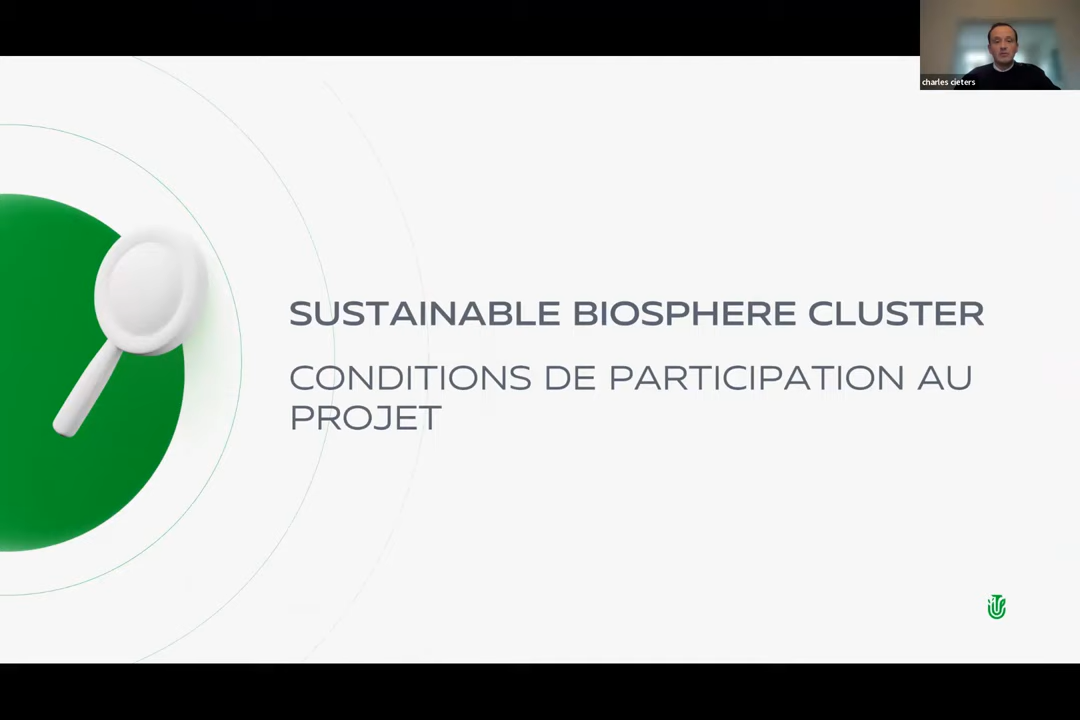 charles cieters
SUSTAINABLE BIOSPHERE CLUSTER
CONDITIONS DE PARTICIPATION AU
PROJET